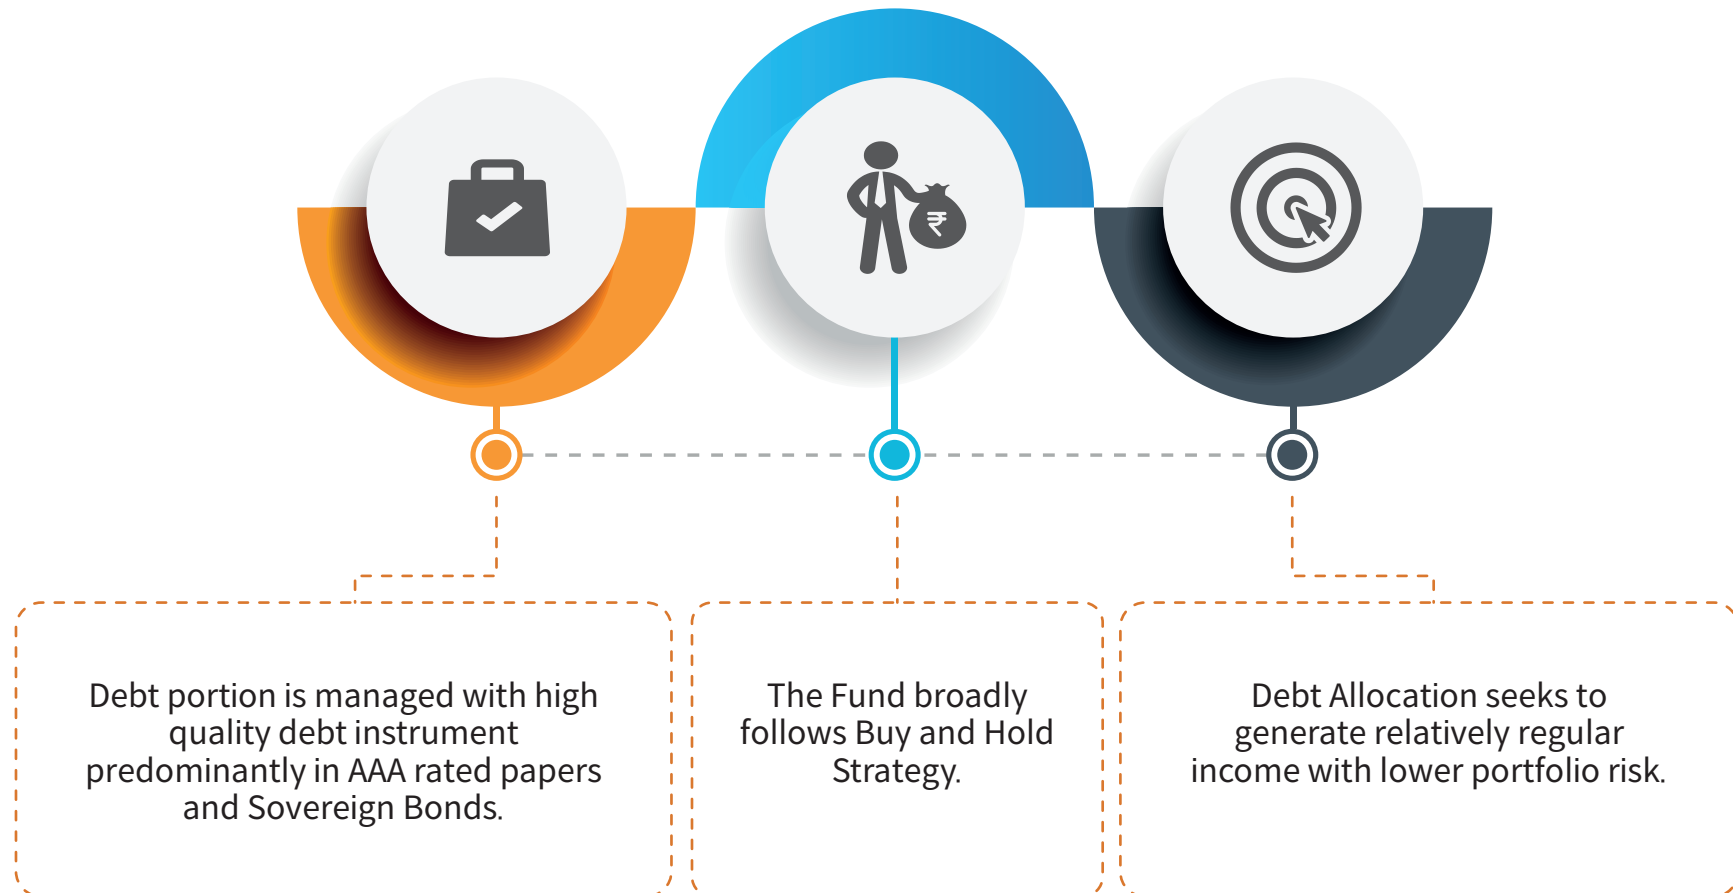 ₹
Debt portion is managed with high
quality debt instrument
predominantly in AAA rated papers
and Sovereign Bonds.
The Fund broadly
follows Buy and Hold
Strategy.
Debt Allocation seeks to
generate relatively regular
income with lower portfolio risk.